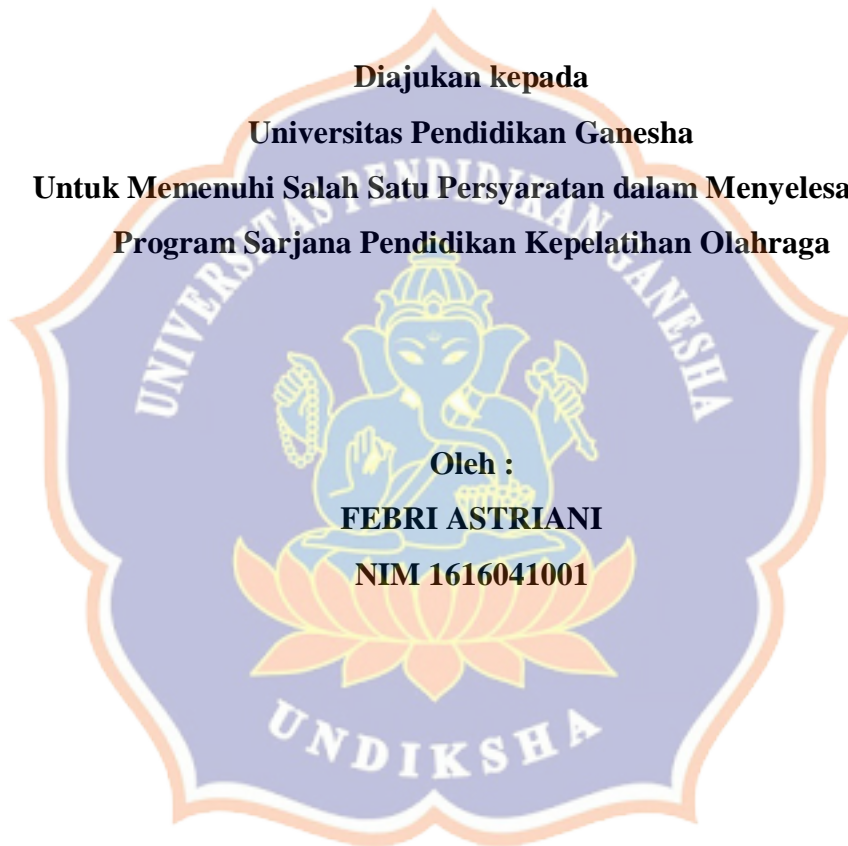 Diajukan kepada
Universitas Pendidikan Ganesha
Untuk Memenuhi Salah Satu Persyaratan dalam Menyelesa
Program Sarjana Pendidikan Kepelatihan Olahraga
UNIVERSITAS PENDIDIKAN GANESHA
Oleh :
FEBRI ASTRIANI
NIM 1616041001
UNDIKSHA